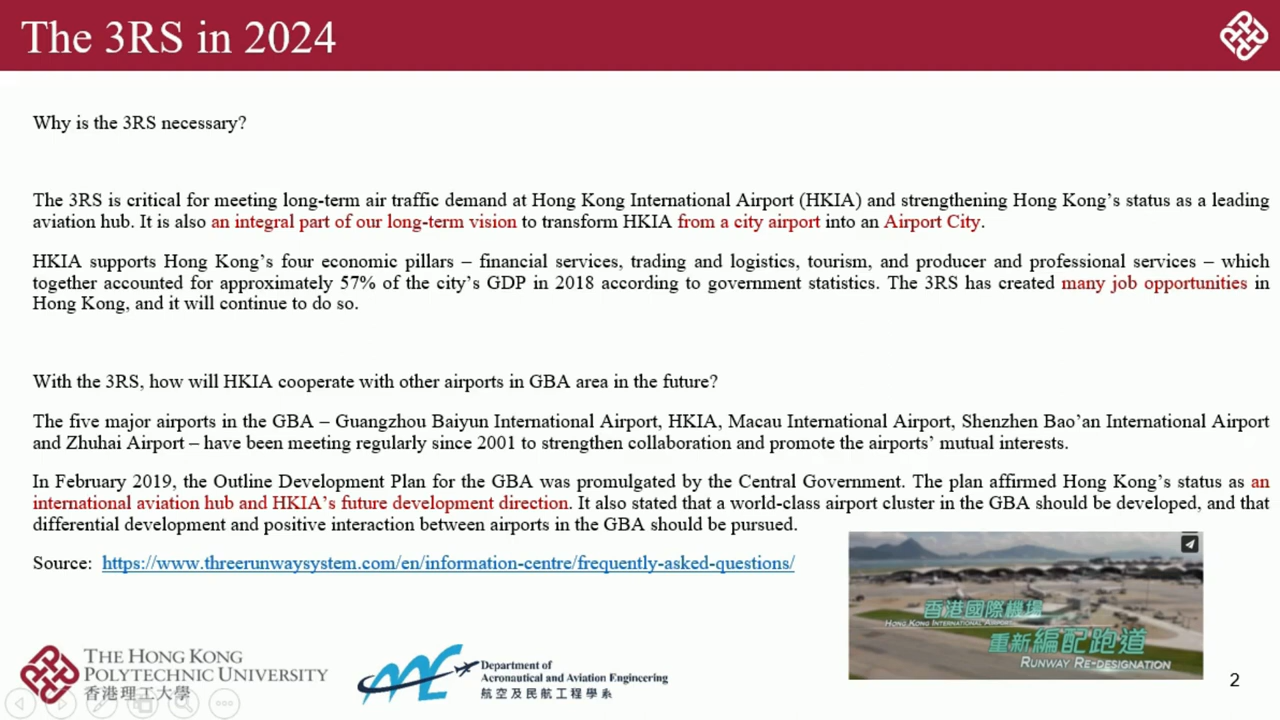 The 3RS in 2024
Why is the 3RS necessary?
The 3RS is critical for meeting long-term air traffic demand at Hong Kong International Airport (HKIA) and strengthening Hong Kong's status as a leading
aviation hub. It is also an integral part of our long-term vision to transform HKIA from a city airport into an Airport City.
HKIA supports Hong Kong's four economic pillars – financial services, trading and logistics, tourism, and producer and professional services – which
together accounted for approximately 57% of the city's GDP in 2018 according to government statistics. The 3RS has created many job opportunities in
Hong Kong, and it will continue to do so.
With the 3RS, how will HKIA cooperate with other airports in GBA area in the future?
The five major airports in the GBA – Guangzhou Baiyun International Airport, HKIA, Macau International Airport, Shenzhen Bao'an International Airport
and Zhuhai Airport – have been meeting regularly since 2001 to strengthen collaboration and promote the airports' mutual interests.
In February 2019, the Outline Development Plan for the GBA was promulgated by the Central Government. The plan affirmed Hong Kong's status as an
international aviation hub and HKIA's future development direction. It also stated that a world-class airport cluster in the GBA should be developed, and that
differential development and positive interaction between airports in the GBA should be pursued.
Source: https://www.threerunwaysystem.com/en/information-centre/frequently-asked-questions/
香港國際機場
HONG KONG INTERNATIONAL AIRPORT
重新編配跑道
RUNWAY RE-DESIGNATION
THE HONG KONG
POLYTECHNIC UNIVERSITY
香港理工大學
Department of
Aeronautical and Aviation Engineering
航空及民航工程學系
2